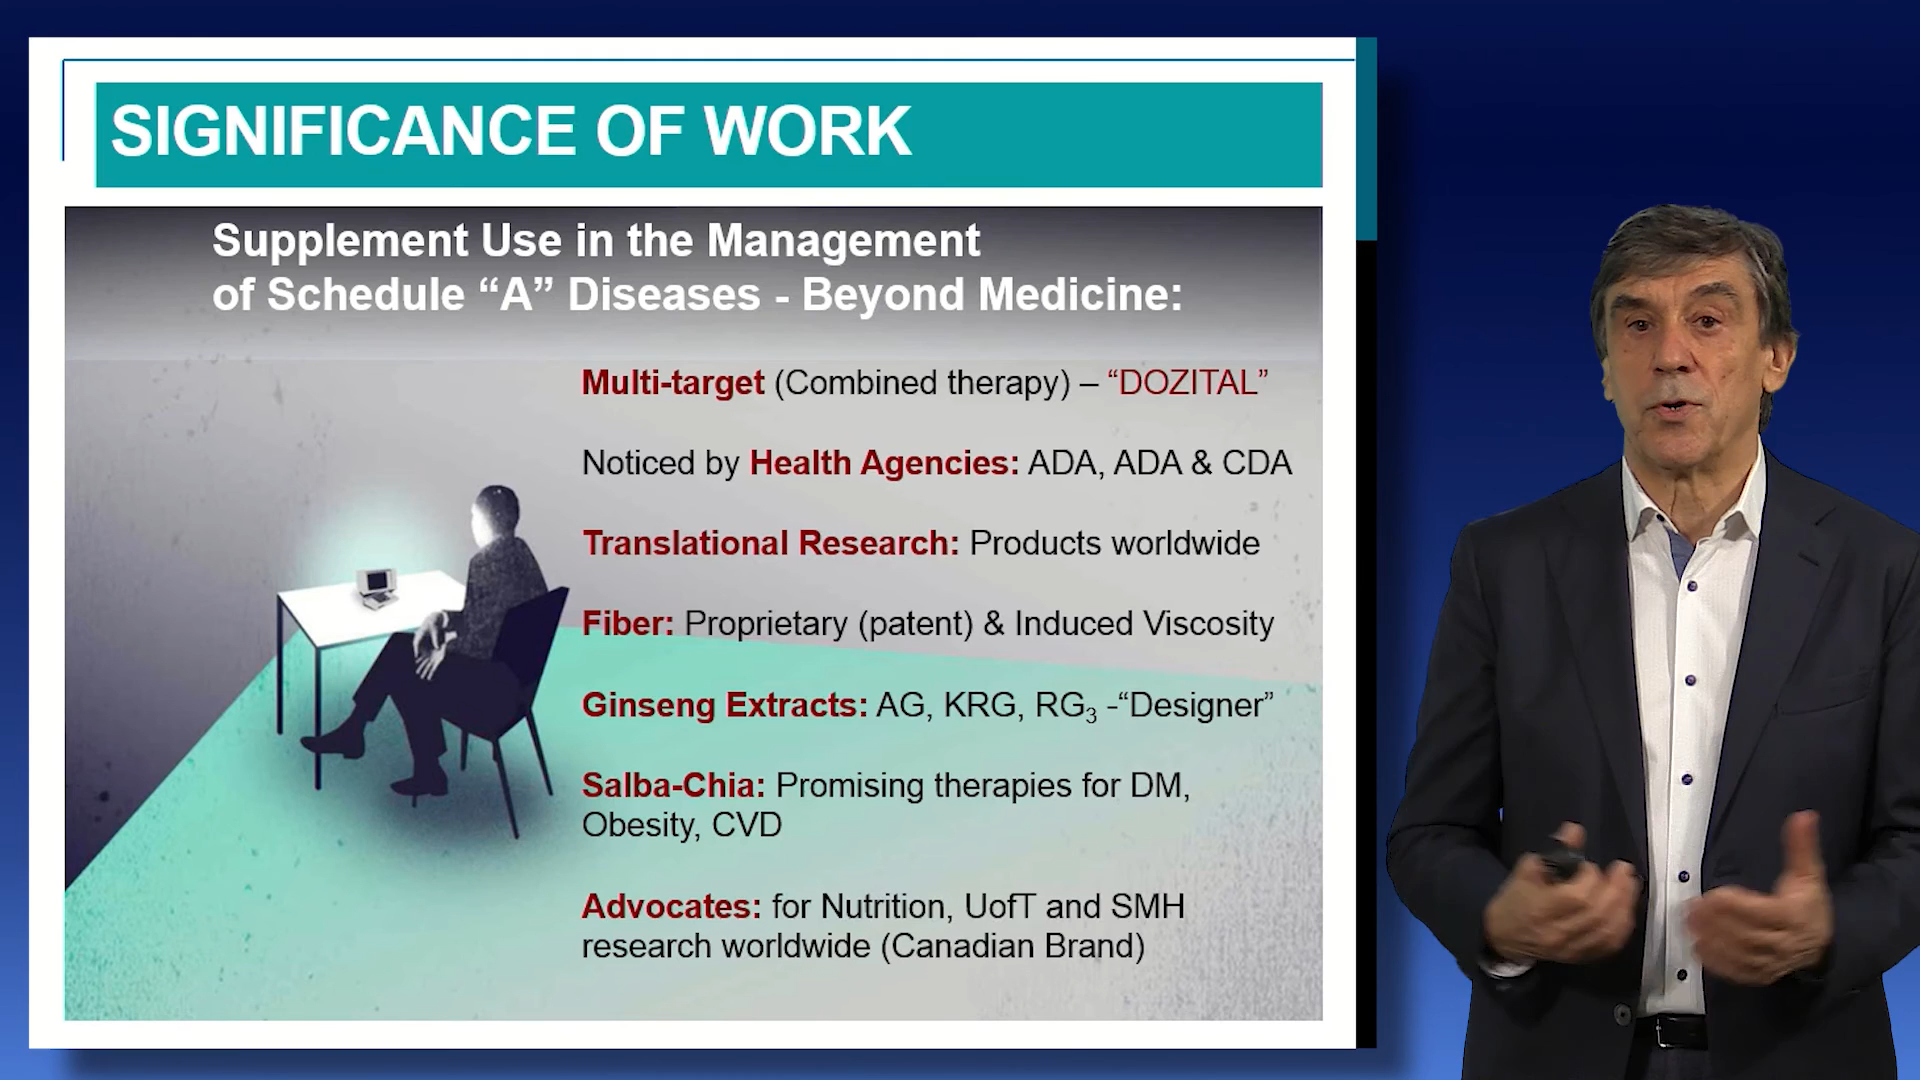 SIGNIFICANCE OF WORK
Supplement Use in the Management
of Schedule “A” Diseases - Beyond Medicine:
Multi-target (Combined therapy) – “DOZITAL”
Noticed by Health Agencies: ADA, ADA & CDA
Translational Research: Products worldwide
Fiber: Proprietary (patent) & Induced Viscosity
Ginseng Extracts: AG, KRG, RG₃ -“Designer”
Salba-Chia: Promising therapies for DM,
Obesity, CVD
Advocates: for Nutrition, UofT and SMH
research worldwide (Canadian Brand)